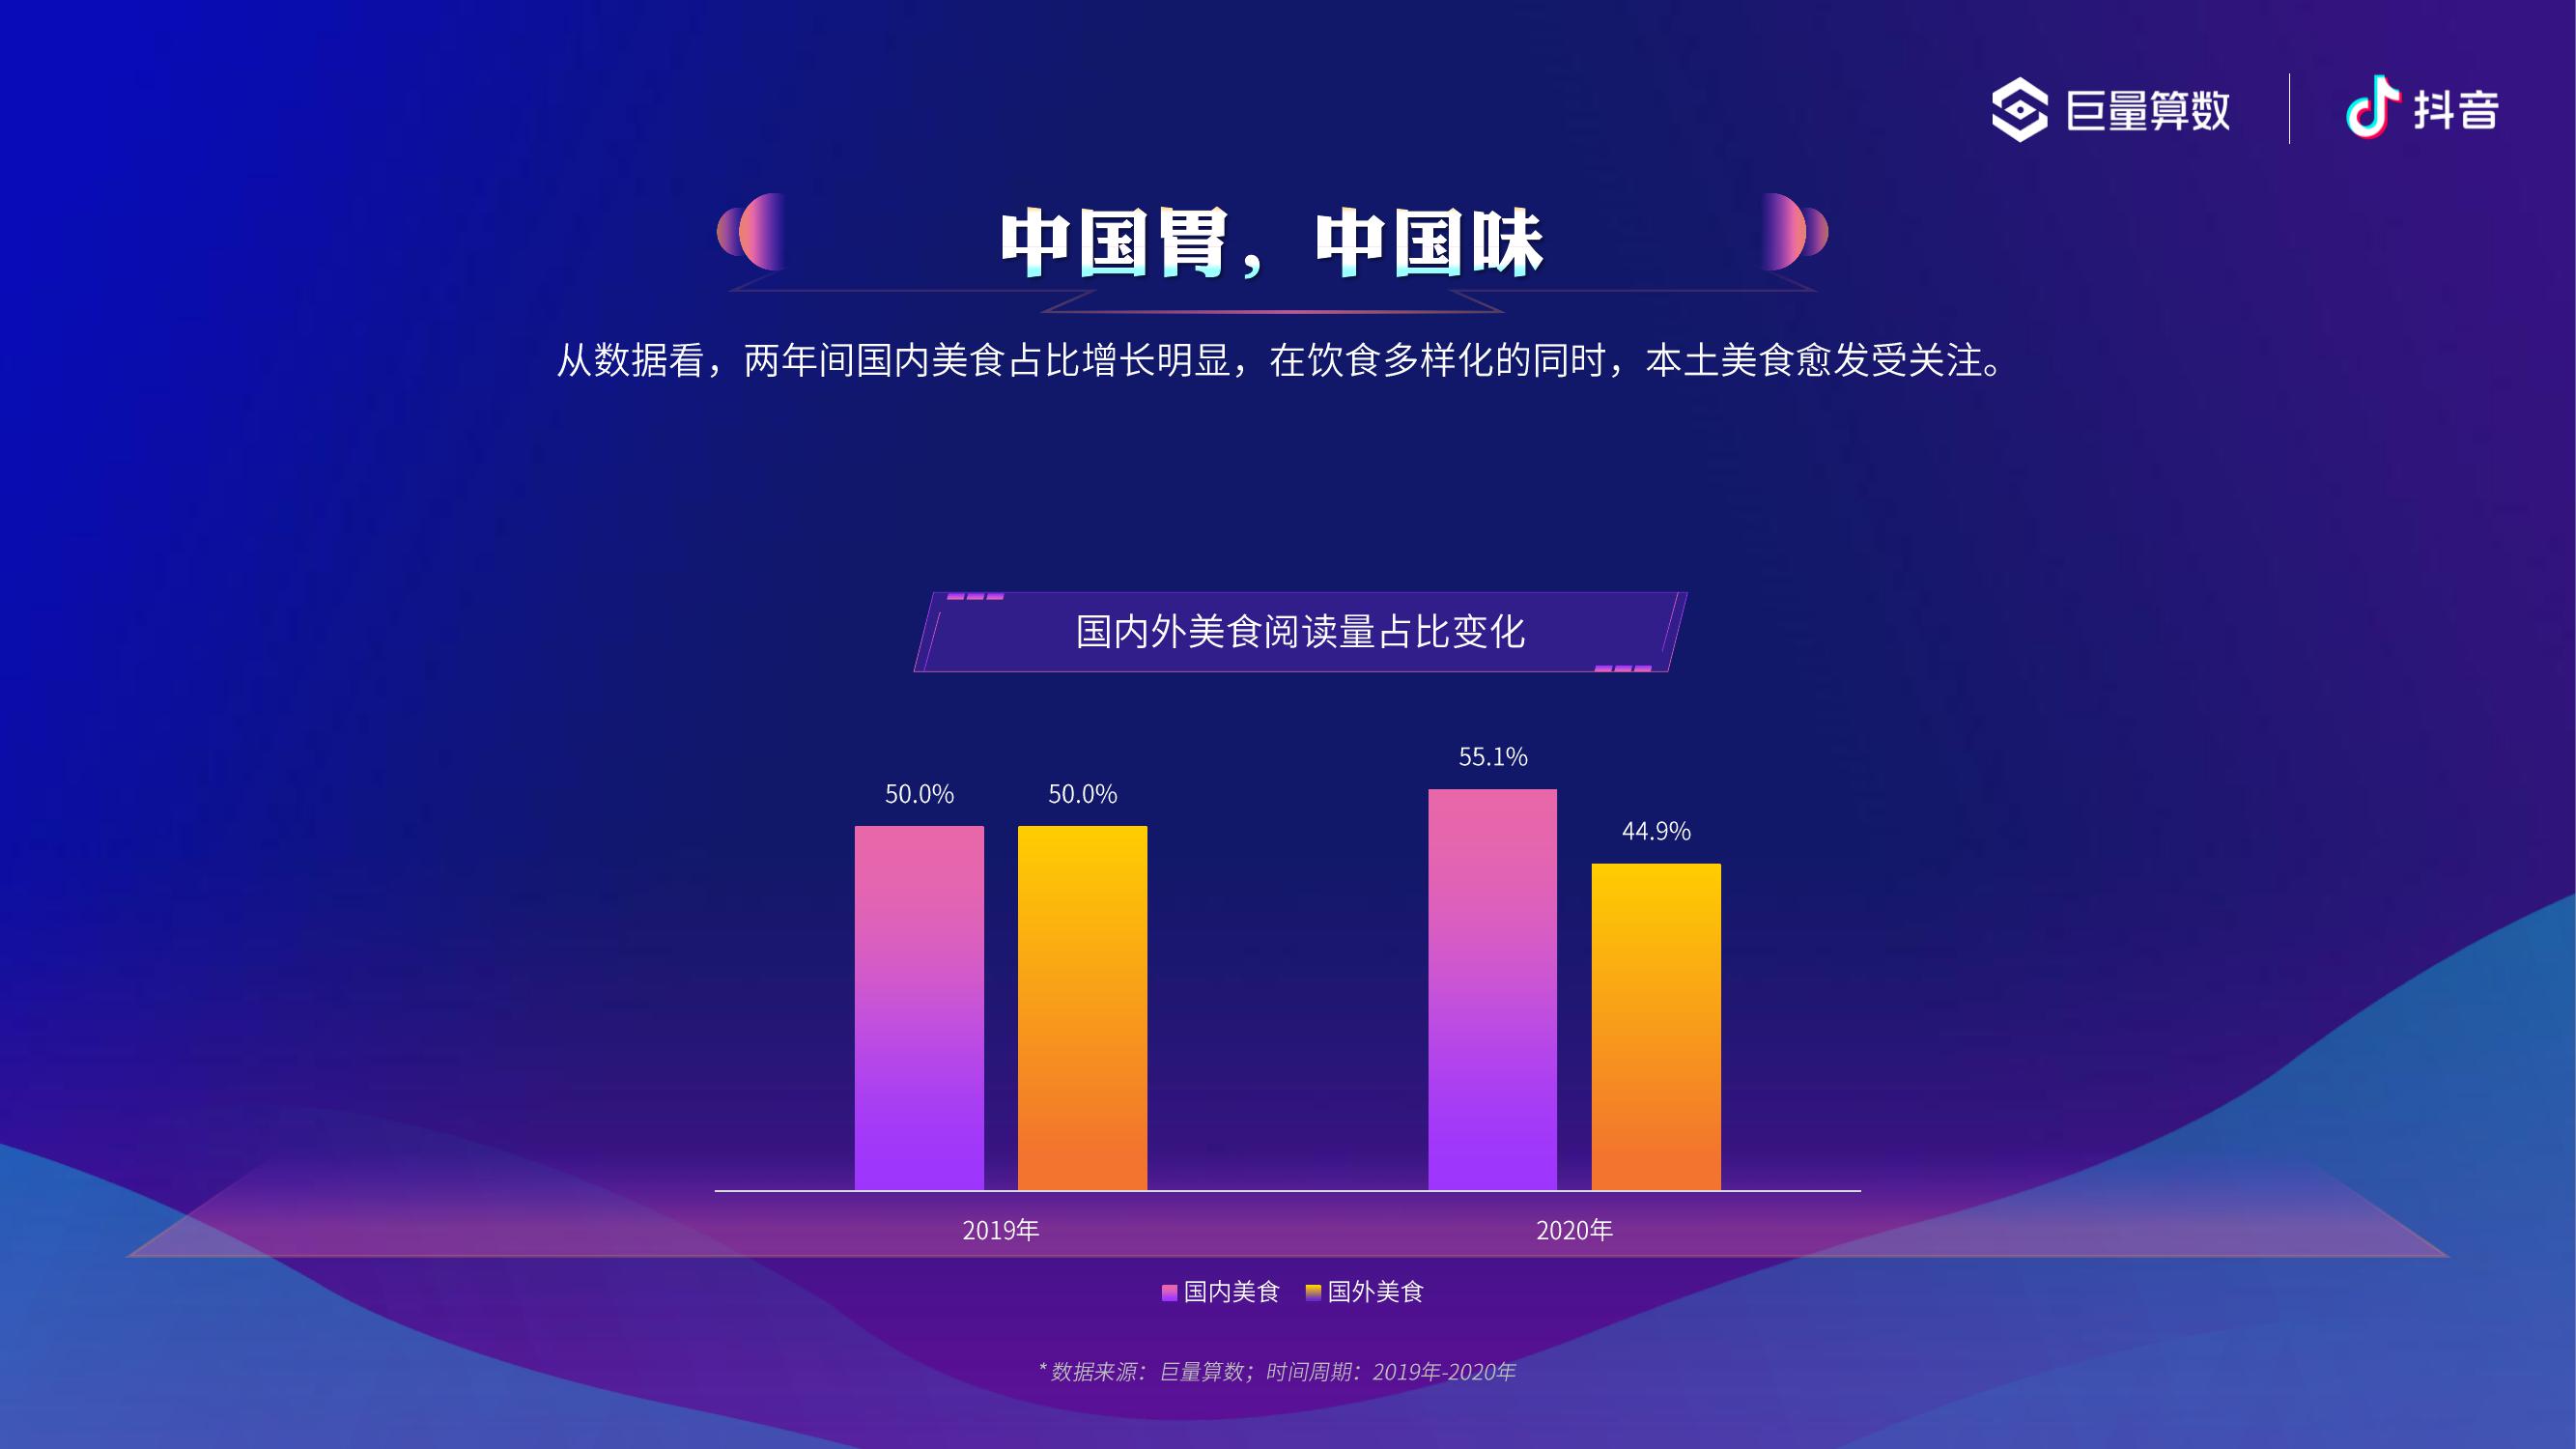 巨量算数
抖音
中国胃，中国味
从数据看，两年间国内美食占比增长明显，在饮食多样化的同时，本土美食愈发受关注。
国内外美食阅读量占比变化
50.0% 50.0% 55.1% 44.9%
2019年 2020年
国内美食 国外美食
* 数据来源：巨量算数；时间周期：2019年-2020年